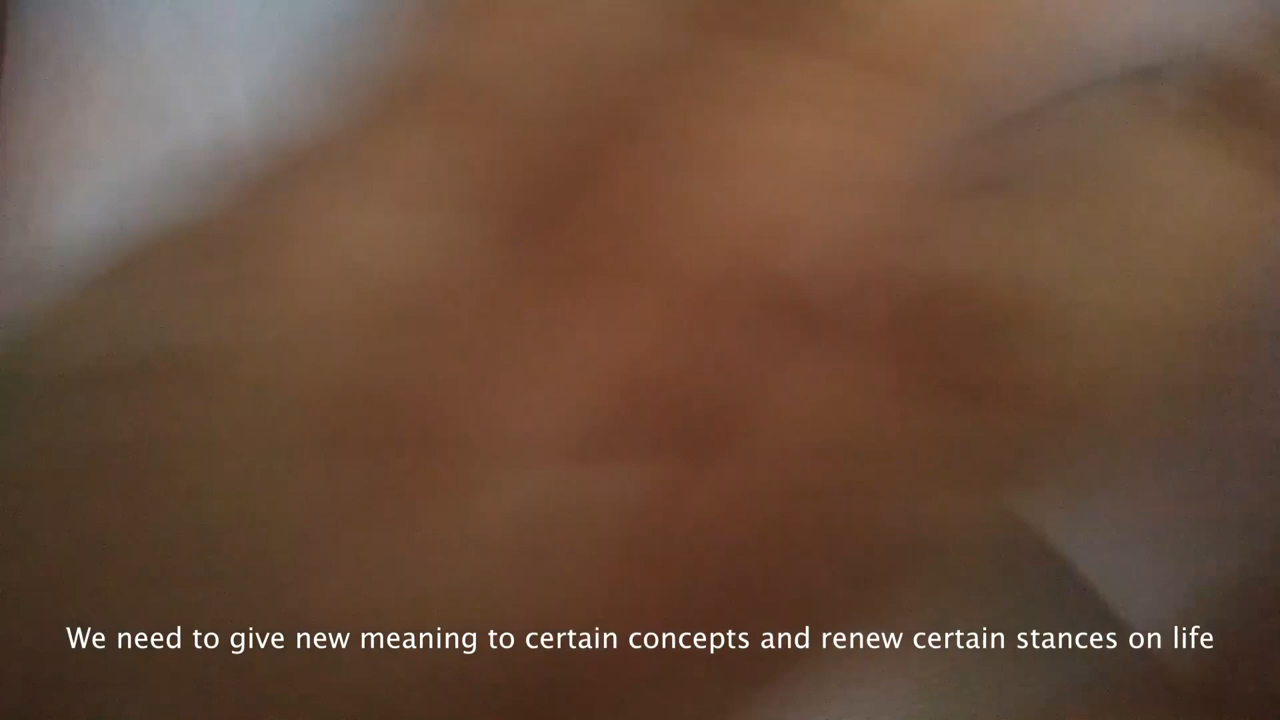 We need to give new meaning to certain concepts and renew certain stances on life